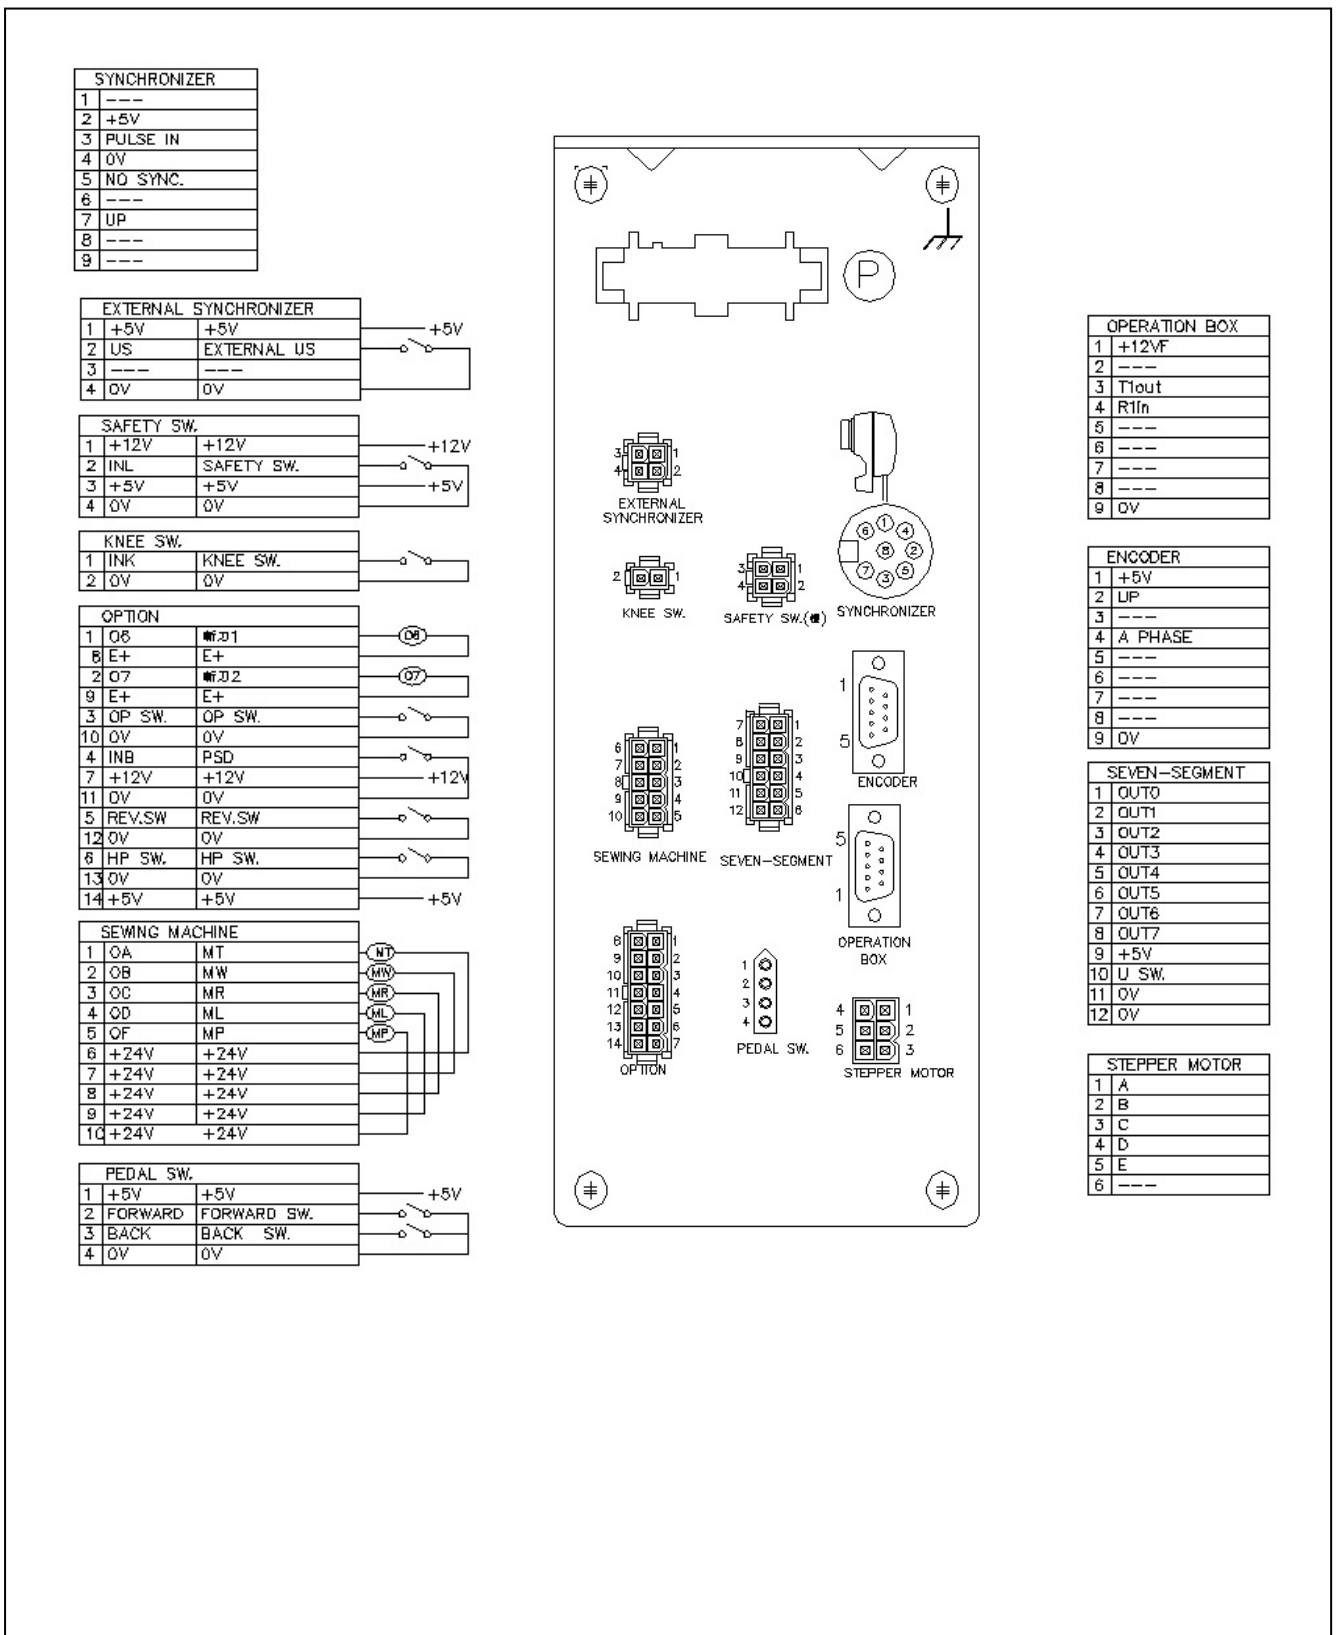 SYNCHRONIZER
1 ---
2 +5V
3 PULSE IN
4 0V
5 NO SYNC.
6 ---
7 UP
8 ---
9 ---
EXTERNAL SYNCHRONIZER
1 +5V +5V +5V
2 US EXTERNAL US
3 --- ---
4 0V 0V
SAFETY SW.
1 +12V +12V +12V
2 INL SAFETY SW.
3 +5V +5V +5V
4 0V 0V
KNEE SW.
1 INK KNEE SW.
2 0V 0V
OPTION
1 O6 斬刀1 O6
8 E+ E+
2 O7 斬刀2 O7
9 E+ E+
3 OP SW. OP SW.
10 0V 0V
4 INB PSD
7 +12V +12V +12V
11 0V 0V
5 REV.SW REV.SW
12 0V 0V
6 HP SW. HP SW.
13 0V 0V
14 +5V +5V +5V
SEWING MACHINE
1 OA MT MT
2 OB MW MW
3 OC MR MR
4 OD ML ML
5 OF MP MP
6 +24V +24V
7 +24V +24V
8 +24V +24V
9 +24V +24V
10 +24V +24V
PEDAL SW.
1 +5V +5V +5V
2 FORWARD FORWARD SW.
3 BACK BACK SW.
4 0V 0V
P
3 1
4 2
EXTERNAL
SYNCHRONIZER
2 1
KNEE SW.
3 1
4 2
SAFETY SW.( )
1
6 4
8 2
7 5
3
SYNCHRONIZER
1
5
ENCODER
6 1
7 2
8 3
9 4
10 5
SEWING MACHINE
7 1
8 2
9 3
10 4
11 5
12 6
SEVEN-SEGMENT
5
1
OPERATION
BOX
8 1
9 2
10 3
11 4
12 5
13 6
14 7
OPTION
1
2
3
4
PEDAL SW.
4 1
5 2
6 3
STEPPER MOTOR
OPERATION BOX
1 +12VF
2 ---
3 T1out
4 R1in
5 ---
6 ---
7 ---
8 ---
9 0V
ENCODER
1 +5V
2 UP
3 ---
4 A PHASE
5 ---
6 ---
7 ---
8 ---
9 0V
SEVEN-SEGMENT
1 OUT0
2 OUT1
3 OUT2
4 OUT3
5 OUT4
6 OUT5
7 OUT6
8 OUT7
9 +5V
10 U SW.
11 0V
12 0V
STEPPER MOTOR
1 A
2 B
3 C
4 D
5 E
6 ---